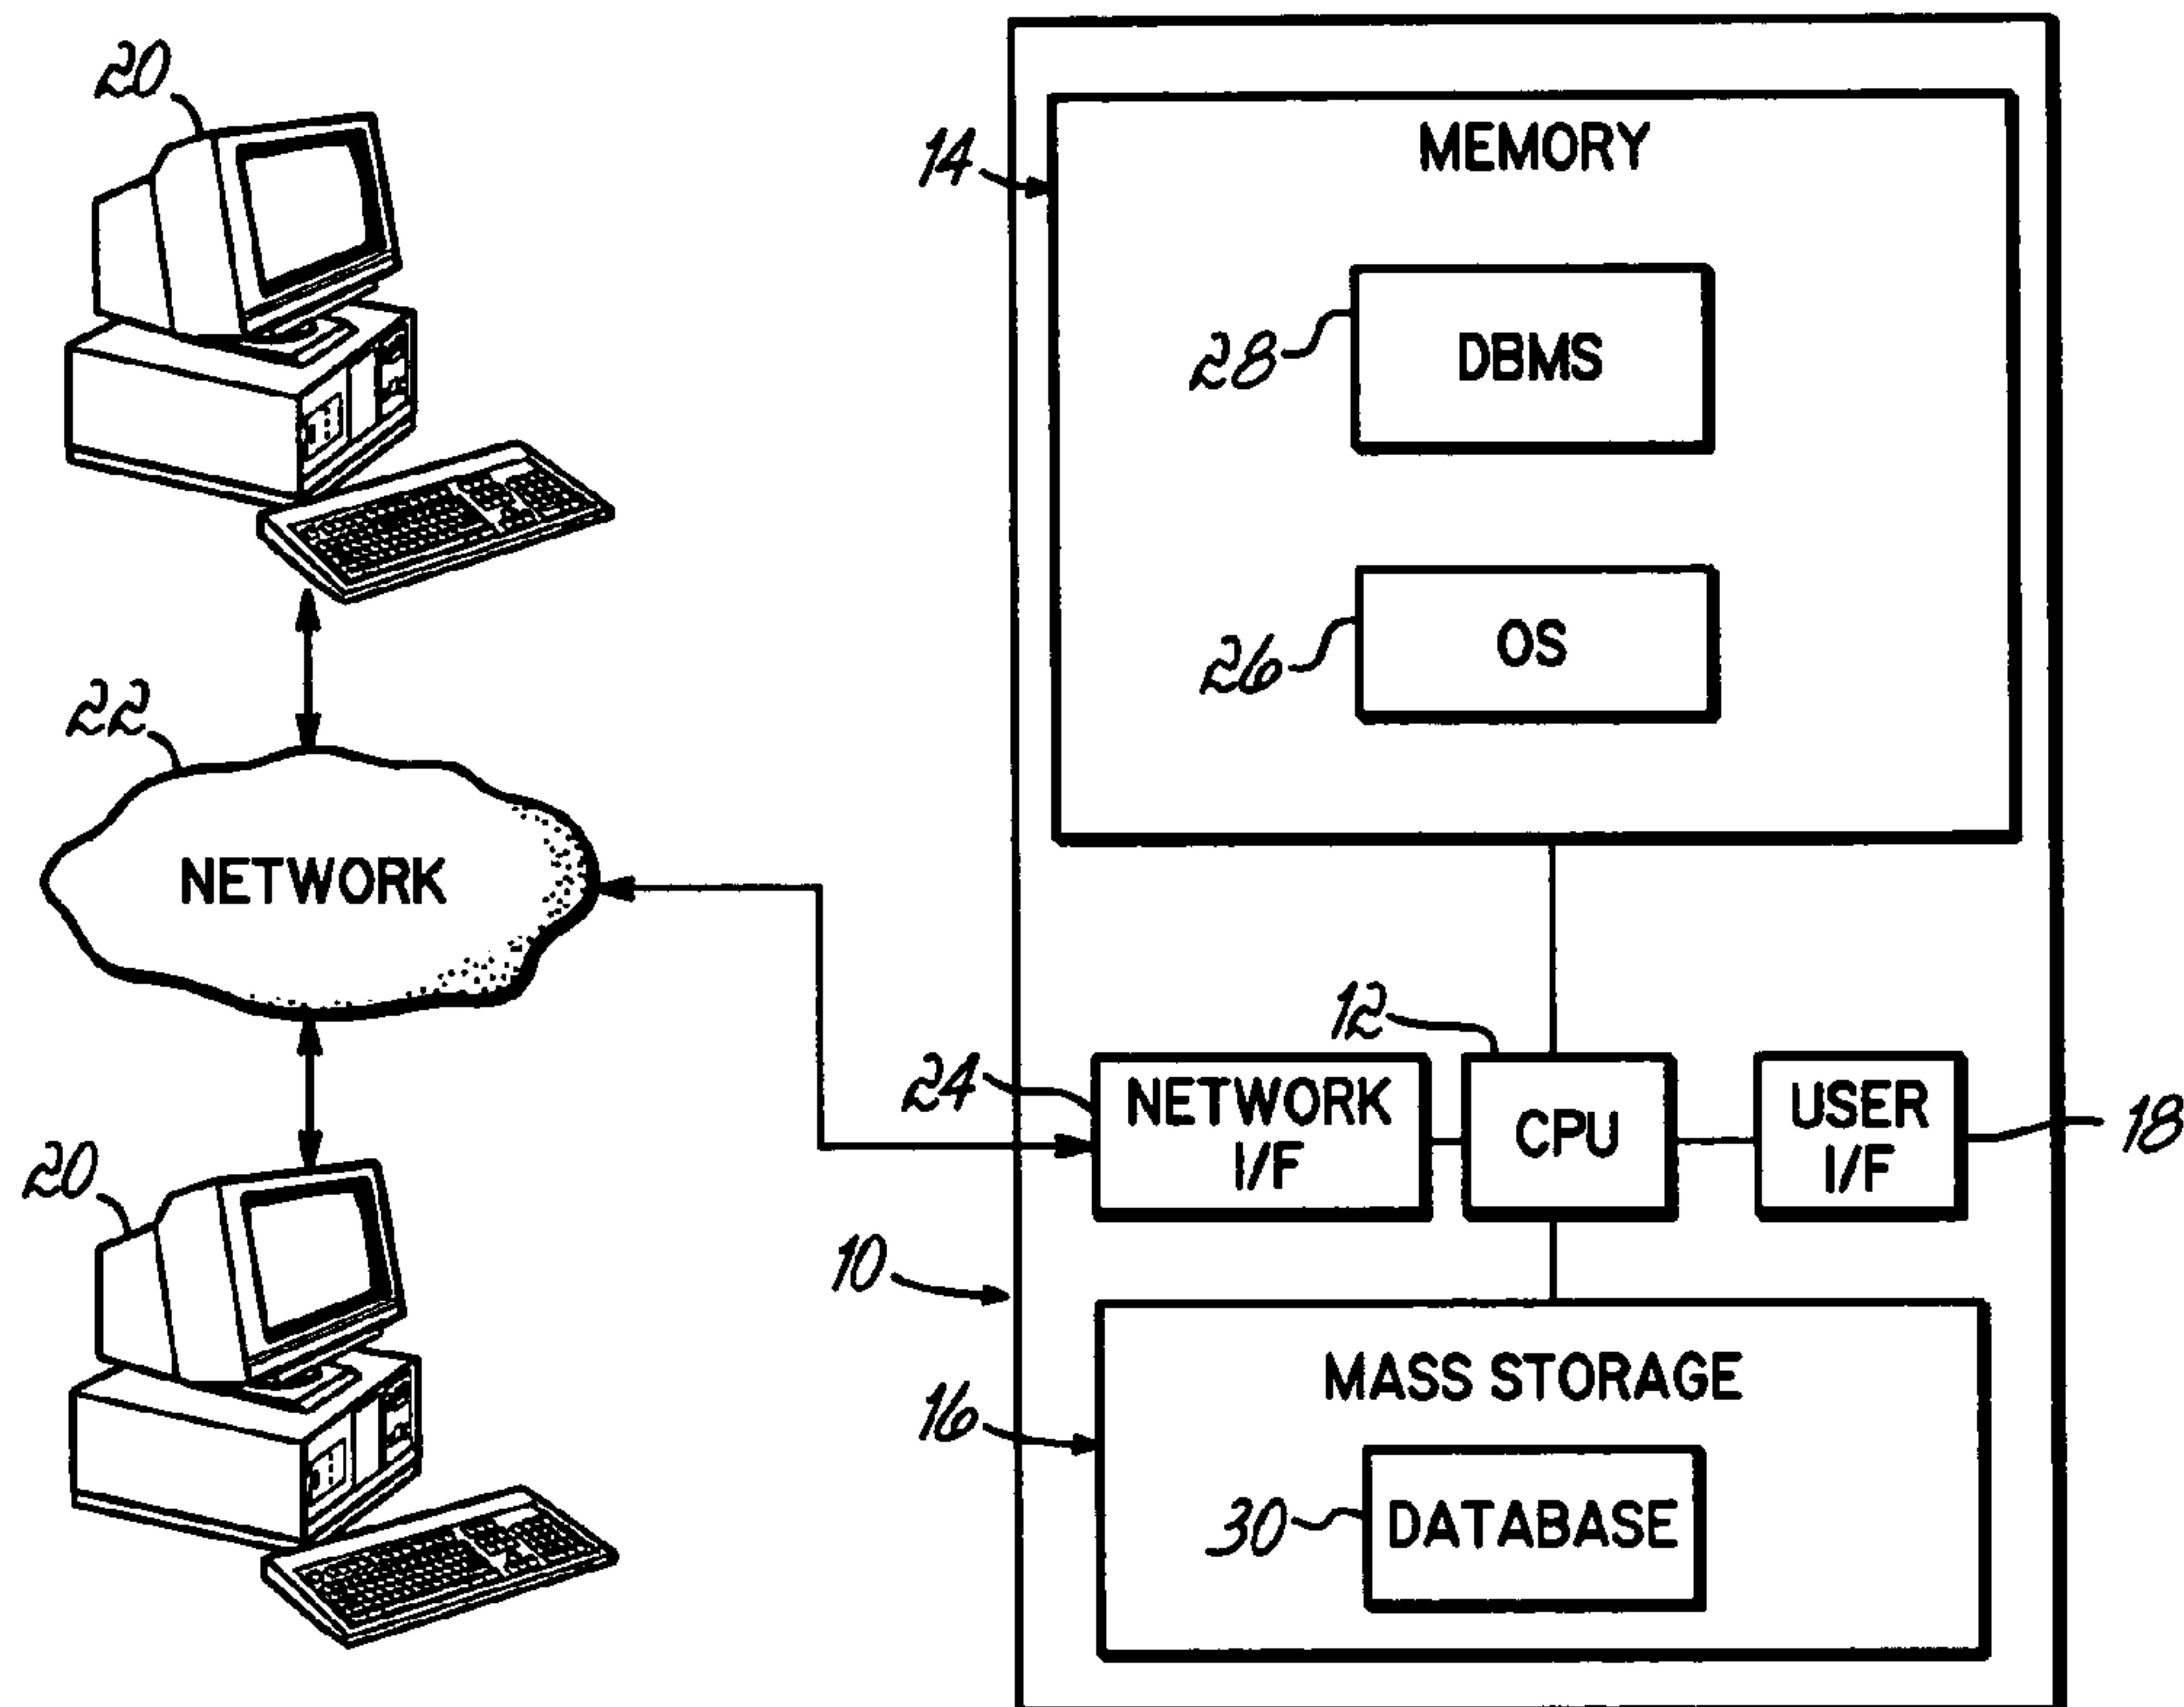 20
14
MEMORY
28
DBMS
26
OS
22
NETWORK
12
24
NETWORK
I/F
CPU
USER
I/F
18
20
10
16
MASS STORAGE
30
DATABASE